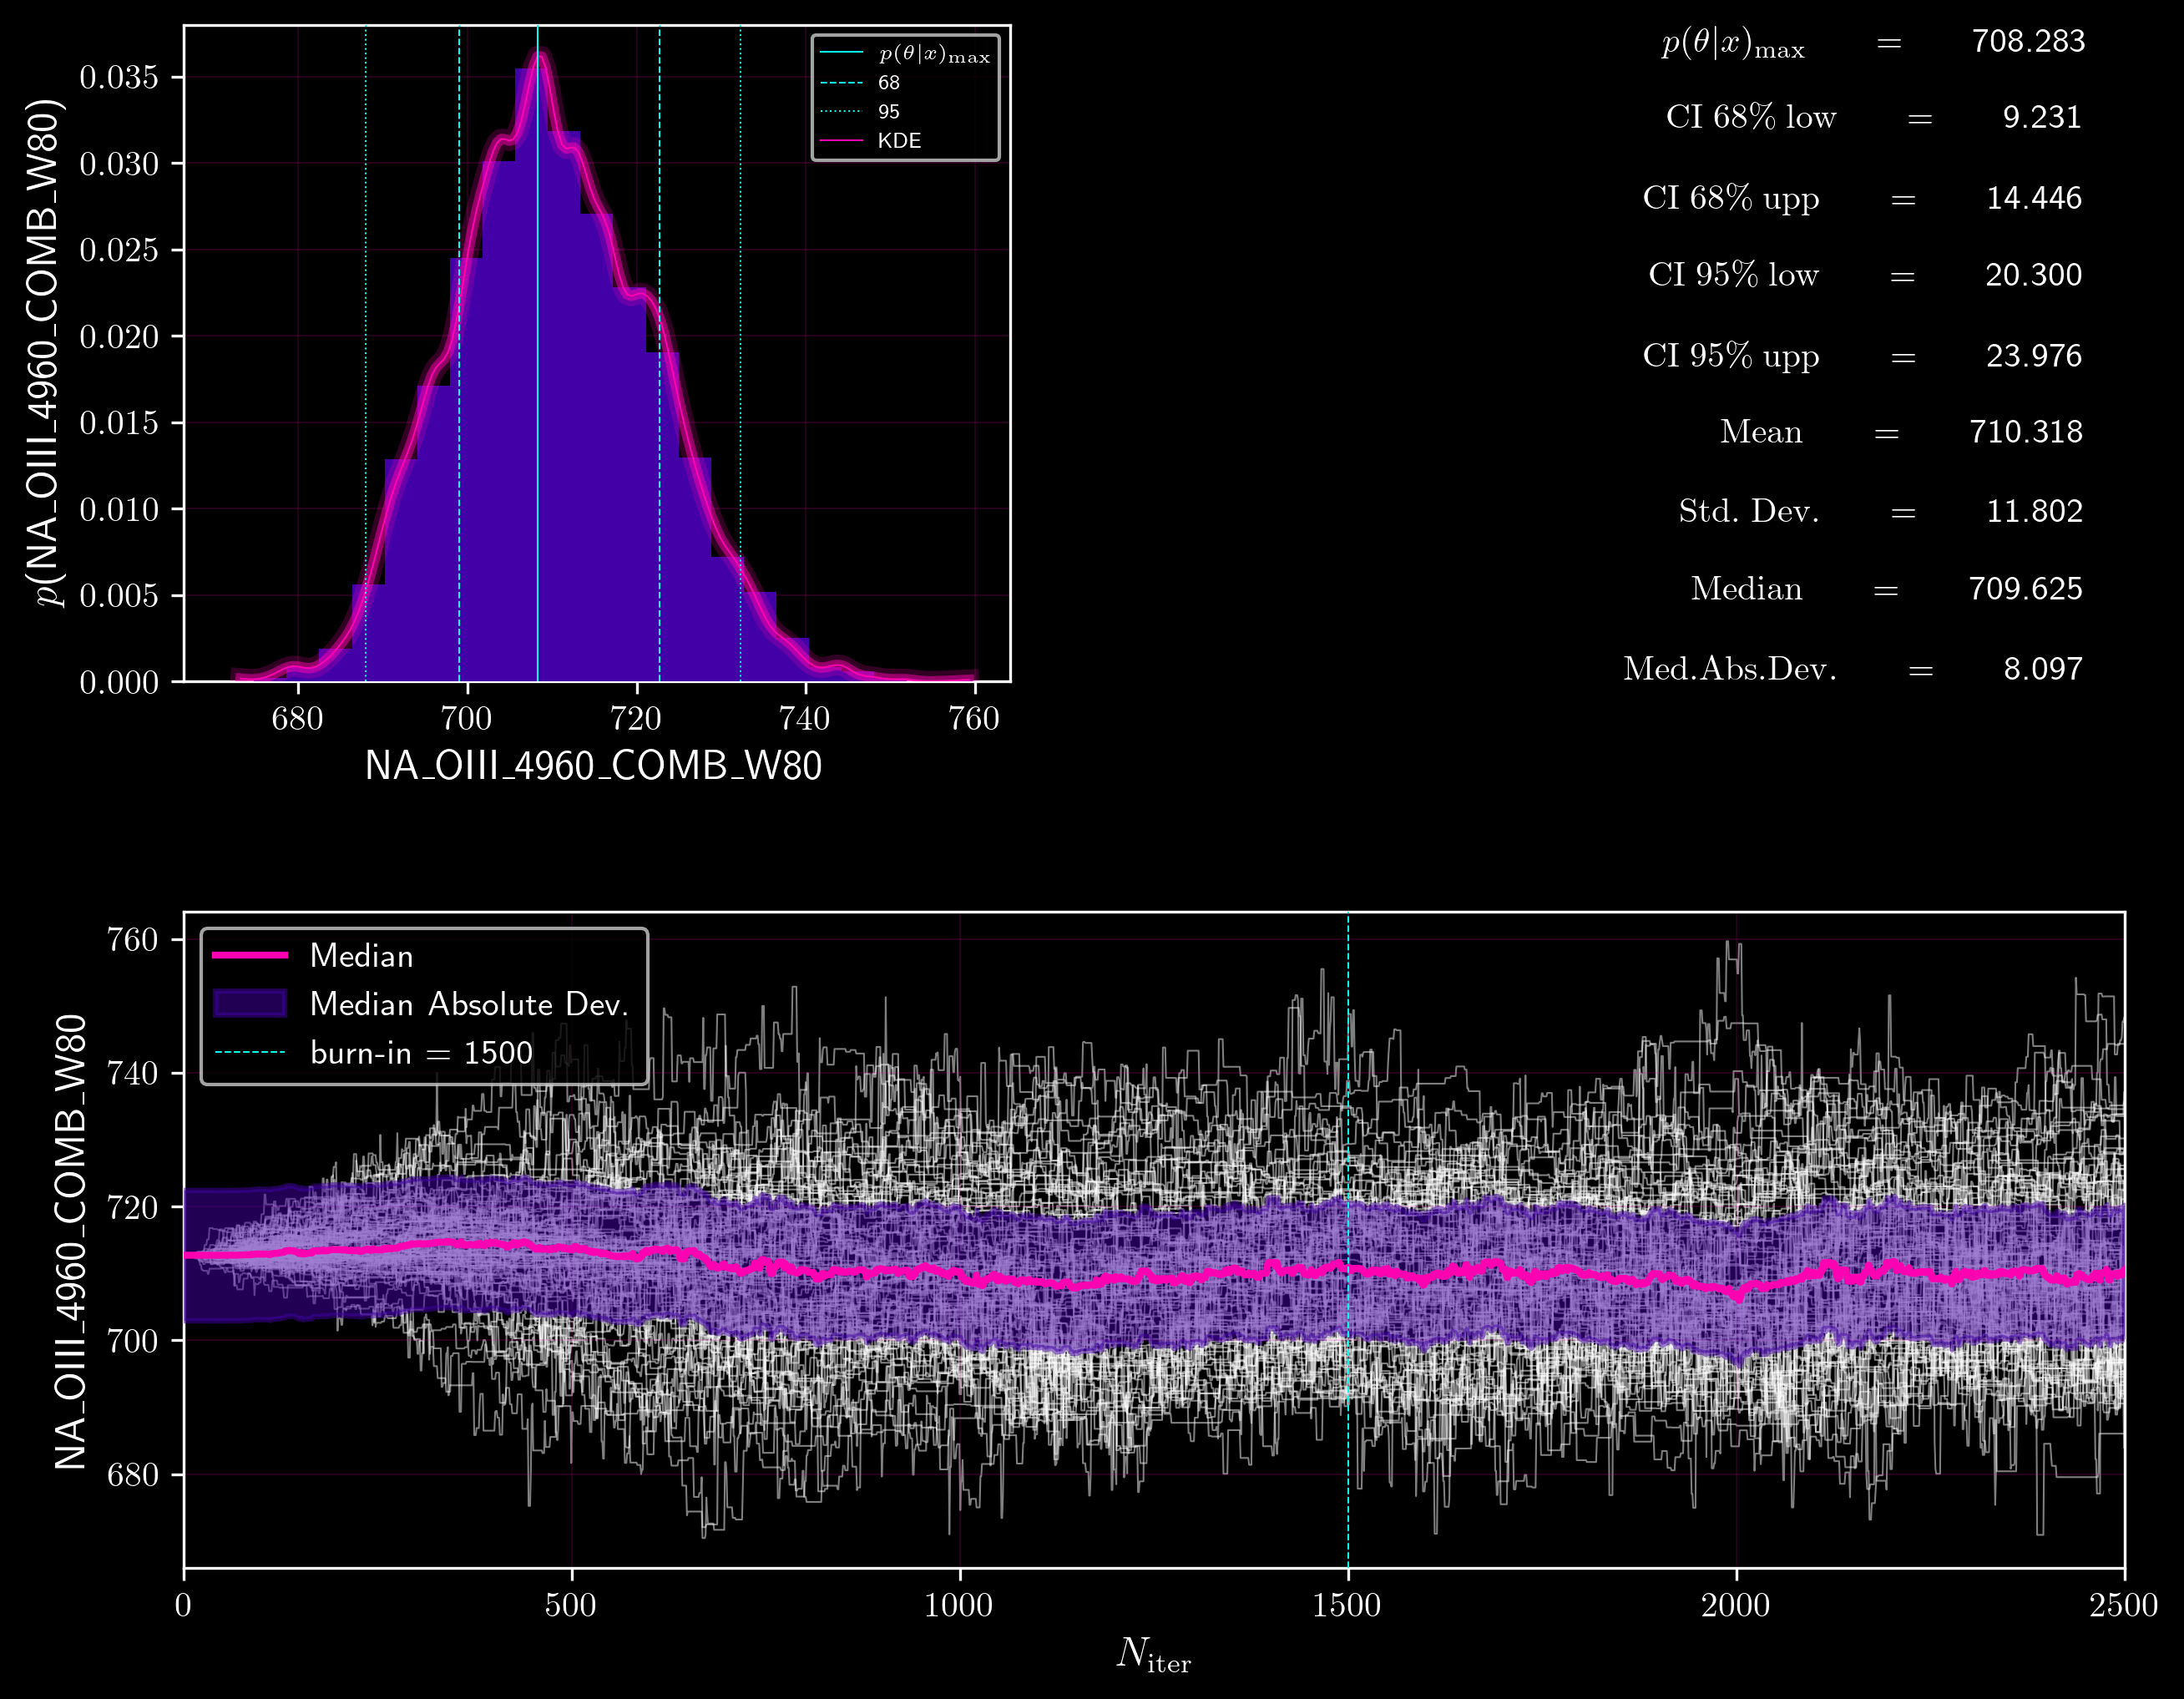 p(NA_OIII_4960_COMB_W80)
0.035
0.030
0.025
0.020
0.015
0.010
0.005
0.000
680 700 720 740 760
NA_OIII_4960_COMB_W80
p(θ|x)max
68
95
KDE
p(θ|x)max = 708.283
CI 68% low = 9.231
CI 68% upp = 14.446
CI 95% low = 20.300
CI 95% upp = 23.976
Mean = 710.318
Std. Dev. = 11.802
Median = 709.625
Med.Abs.Dev. = 8.097
NA_OIII_4960_COMB_W80
760
740
720
700
680
Median
Median Absolute Dev.
burn-in = 1500
0 500 1000 1500 2000 2500
Niter